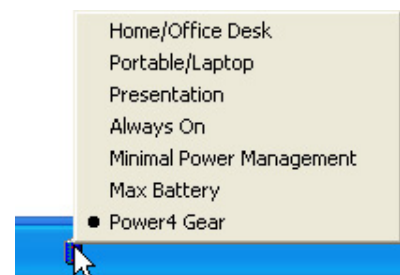 Home/Office Desk
Portable/Laptop
Presentation
Always On
Minimal Power Management
Max Battery
Power4 Gear